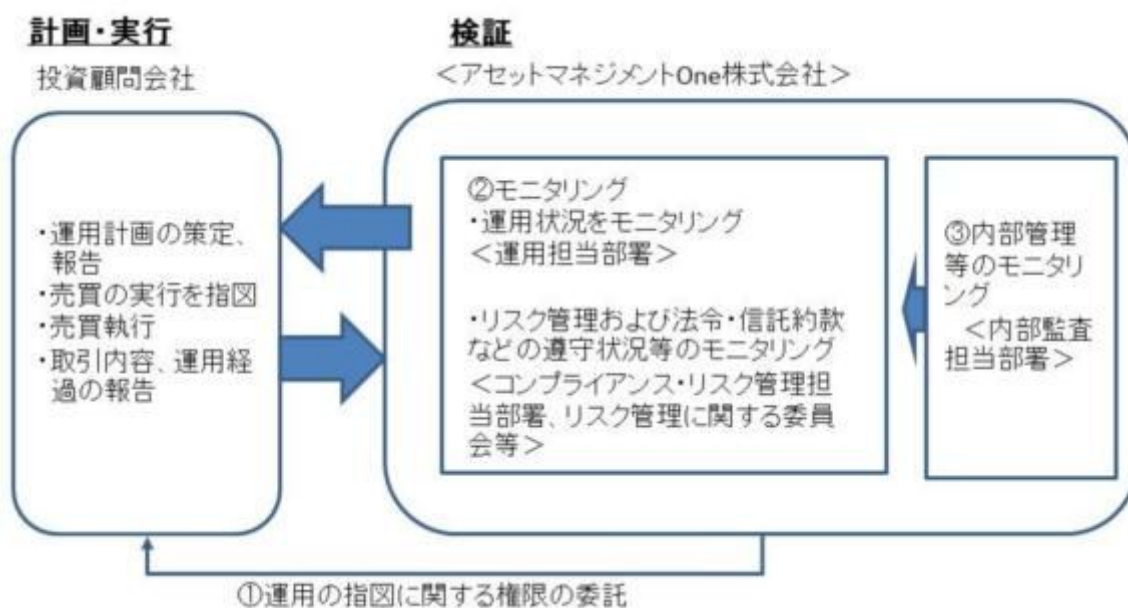 計画・実行
投資顧問会社
・運用計画の策定、
報告
・売買の実行を指図
・売買執行
・取引内容、運用経
過の報告
検証
＜アセットマネジメントOne株式会社＞
②モニタリング
・運用状況をモニタリング
＜運用担当部署＞
・リスク管理および法令・信託約款
などの遵守状況等のモニタリング
＜コンプライアンス・リスク管理担
当部署、リスク管理に関する委員
会等＞
③内部管理
等のモニタリ
ング
＜内部監査
担当部署＞
①運用の指図に関する権限の委託